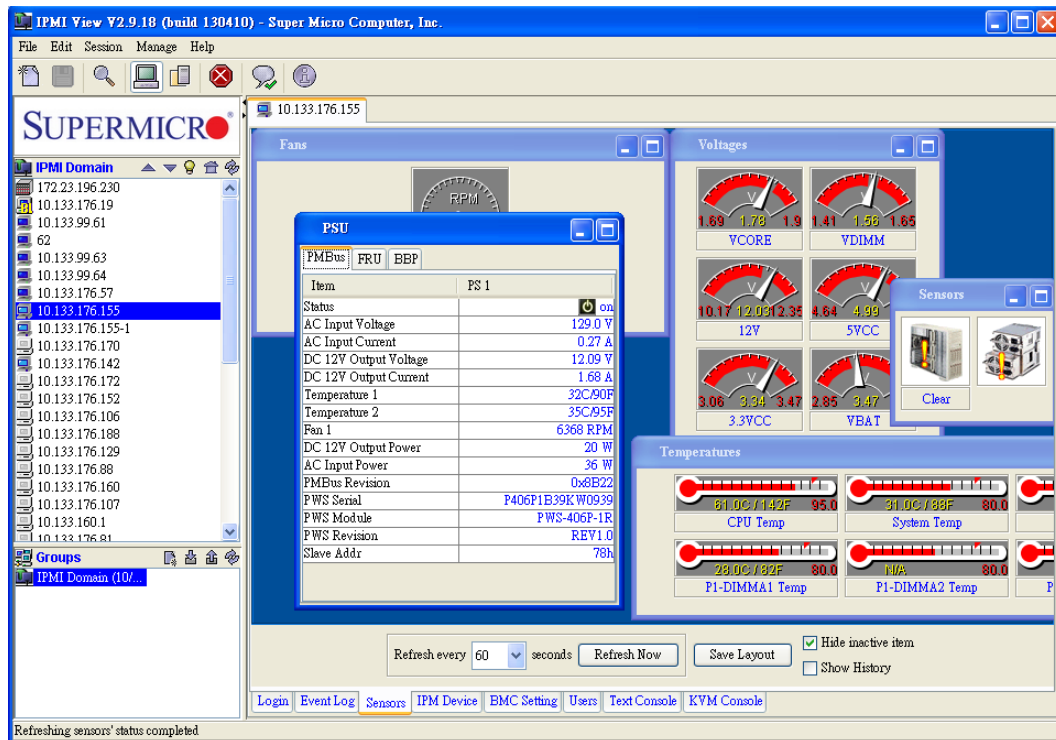 IPMI View V2.9.18 (build 130410) - Super Micro Computer, Inc.
File Edit Session Manage Help
SUPERMICRO
10.133.176.155
IPMI Domain
172.23.196.230
10.133.176.19
10.133.99.61
62
10.133.99.63
10.133.99.64
10.133.176.57
10.133.176.155
10.133.176.155-1
10.133.176.170
10.133.176.142
10.133.176.172
10.133.176.152
10.133.176.106
10.133.176.188
10.133.176.129
10.133.176.88
10.133.176.160
10.133.176.107
10.133.160.1
10.133.176.81
Groups
IPMI Domain (10/...
Fans
RPM
PSU
PMBus FRU BBP
Item PS 1
Status on
AC Input Voltage 129.0 V
AC Input Current 0.27 A
DC 12V Output Voltage 12.09 V
DC 12V Output Current 1.68 A
Temperature 1 32C/90F
Temperature 2 35C/95F
Fan 1 6368 RPM
DC 12V Output Power 20 W
AC Input Power 36 W
PMBus Revision 0x8B22
PWS Serial P406P1B39KW0939
PWS Module PWS-406P-1R
PWS Revision REV1.0
Slave Addr 78h
Voltages
V V
1.69 1.78 1.9 1.41 1.56 1.65
VCORE VDIMM
10.17 12.03 12.35 4.64 4.99
12V 5VCC
V
3.06 3.34 3.47 2.85 3.47
3.3VCC VBAT
Sensors
Clear
Temperatures
61.0C/142F 95.0 31.0C/88F 80.0
CPU Temp System Temp
28.0C/82F 80.0 N/A 80.0
P1-DIMMA1 Temp P1-DIMMA2 Temp P
Refresh every 60 seconds Refresh Now Save Layout
Hide inactive item
Show History
Login Event Log Sensors IPM Device BMC Setting Users Text Console KVM Console
Refreshing sensors' status completed